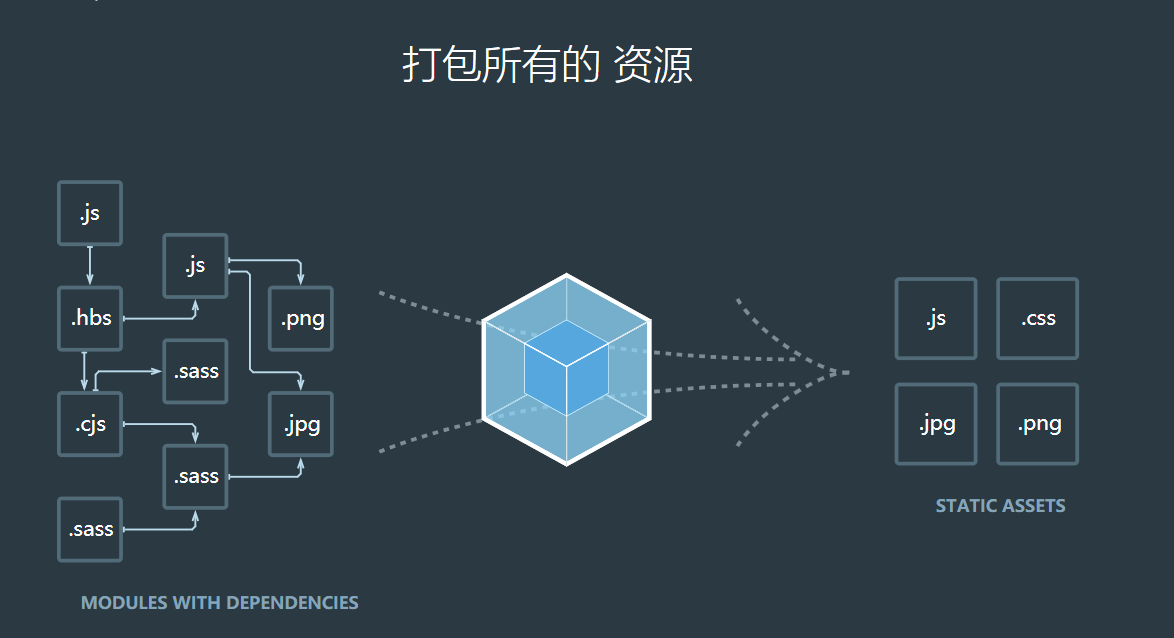 打包所有的 资源
.js
.js
.hbs
.png
.sass
.cjs
.jpg
.sass
.sass
MODULES WITH DEPENDENCIES
.js
.css
.jpg
.png
STATIC ASSETS